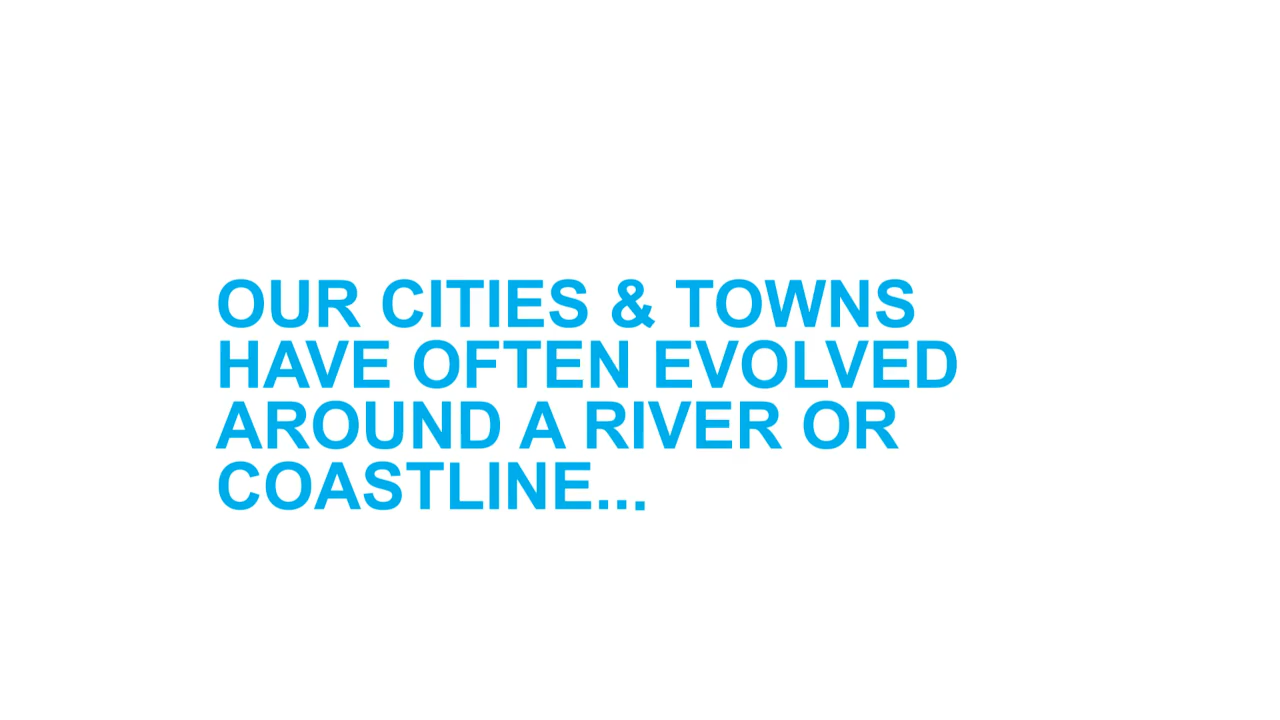 OUR CITIES & TOWNS
HAVE OFTEN EVOLVED
AROUND A RIVER OR
COASTLINE...